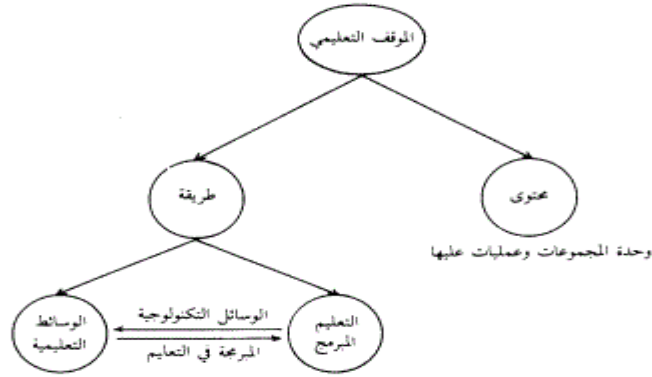 الموقف التعليمي
محتوى
طريقة
وحدة المجموعات وعمليات عليها
التعليم
المبرمج
الوسائل التكنولوجية
المبرمجة في التعليم
الوسائط
التعليمية